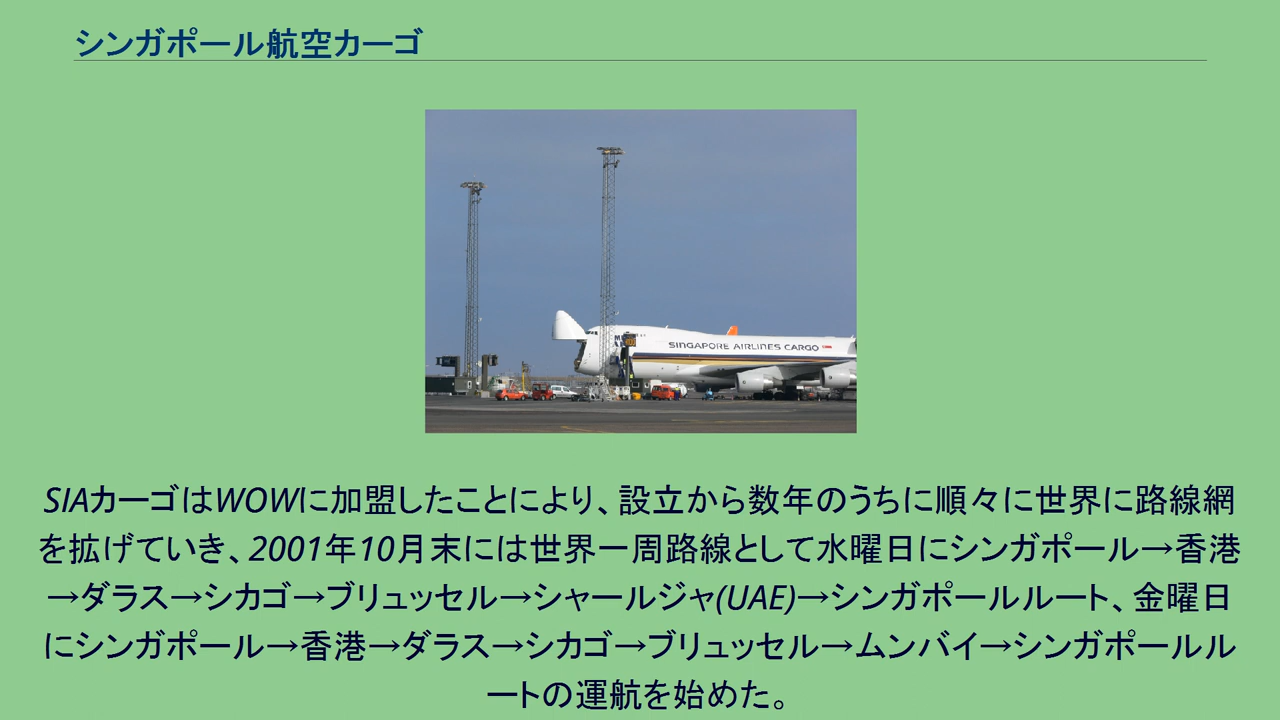 シンガポール航空カーゴ
SINGAPORE AIRLINES CARGO
SIAカーゴはWOWに加盟したことにより、設立から数年のうちに順々に世界に路線網
を拡げていき、2001年10月末には世界一周路線として水曜日にシンガポール→香港
→ダラス→シカゴ→ブリュッセル→シャールジャ(UAE)→シンガポールルート、金曜日
にシンガポール→香港→ダラス→シカゴ→ブリュッセル→ムンバイ→シンガポールル
ートの運航を始めた。